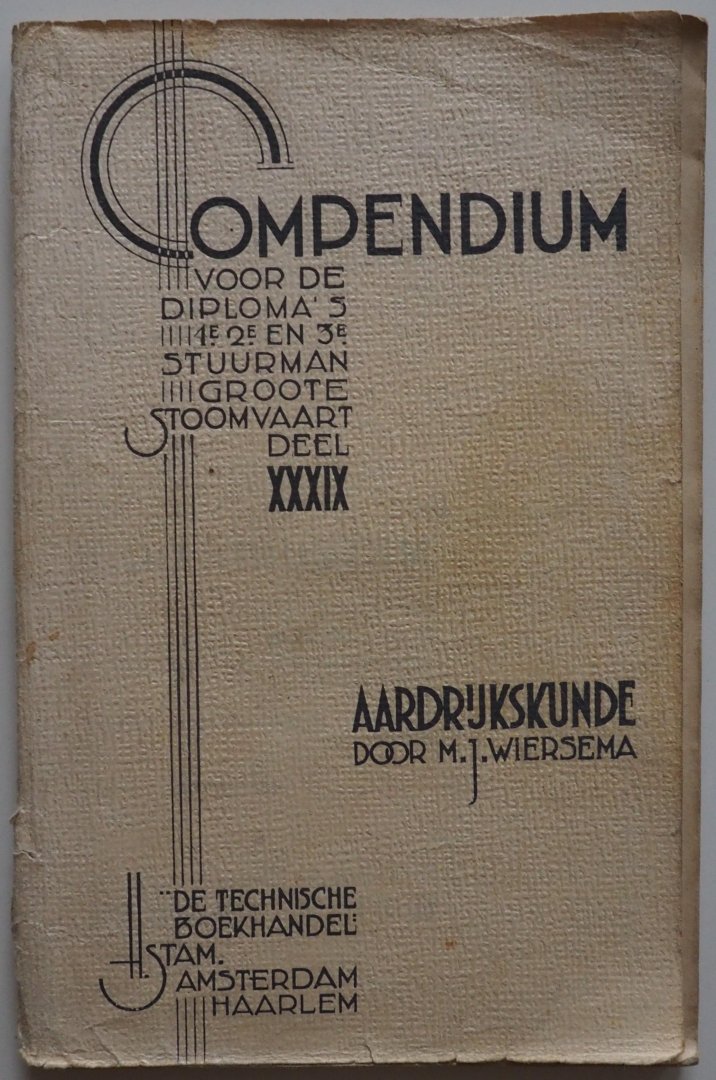 COMPENDIUM
VOOR DE
DIPLOMA'S
1E 2E EN 3E
STUURMAN
GROOTE
STOOMVAART
DEEL
XXXIX
AARDRIJKSKUNDE
DOOR M.J. WIERSEMA
"DE TECHNISCHE
BOEKHANDEL"
H. STAM.
AMSTERDAM
HAARLEM